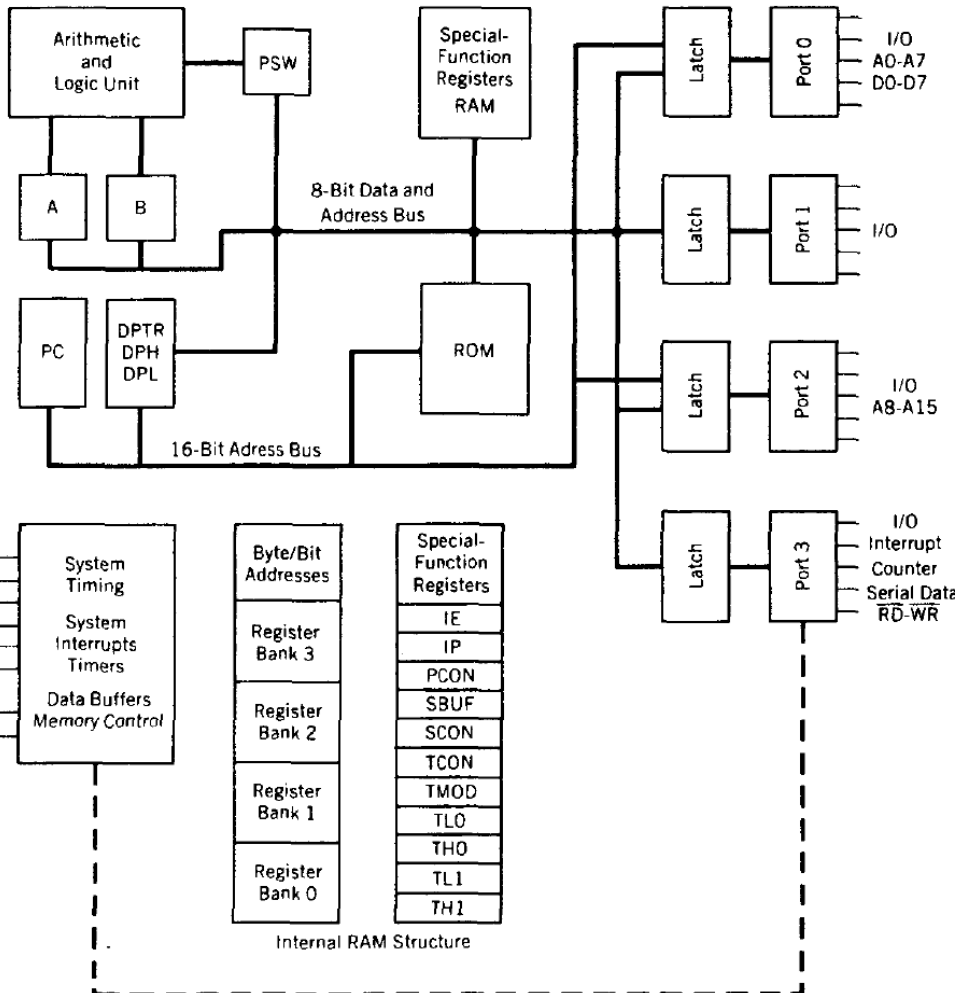 Arithmetic
and
Logic Unit
PSW
Special-
Function
Registers
RAM
Latch
Port 0
I/O
A0-A7
D0-D7
A
B
8-Bit Data and
Address Bus
Latch
Port 1
I/O
PC
DPTR
DPH
DPL
ROM
Latch
Port 2
I/O
A8-A15
16-Bit Adress Bus
System
Timing
System
Interrupts
Timers
Data Buffers
Memory Control
Byte/Bit
Addresses
Register
Bank 3
Register
Bank 2
Register
Bank 1
Register
Bank 0
Special-
Function
Registers
IE
IP
PCON
SBUF
SCON
TCON
TMOD
TL0
TH0
TL1
TH1
Internal RAM Structure
Latch
Port 3
I/O
Interrupt
Counter
Serial Data
RD-WR